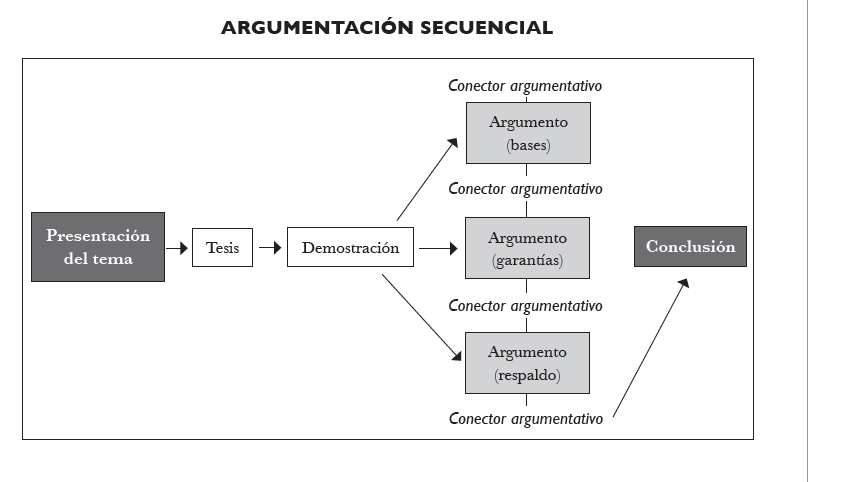 ARGUMENTACIÓN SECUENCIAL
Conector argumentativo
Argumento
(bases)
Conector argumentativo
Presentación
del tema
Tesis
Demostración
Argumento
(garantías)
Conclusión
Conector argumentativo
Argumento
(respaldo)
Conector argumentativo